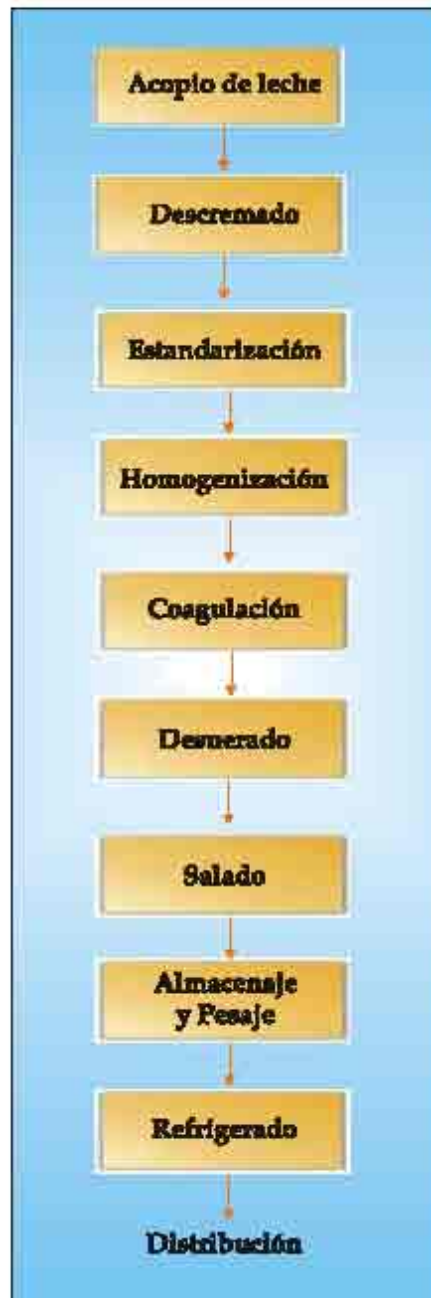 Acopio de leche
Descremado
Estandarización
Homogenización
Coagulación
Desuerado
Salado
Almacenaje
y Pesaje
Refrigerado
Distribución